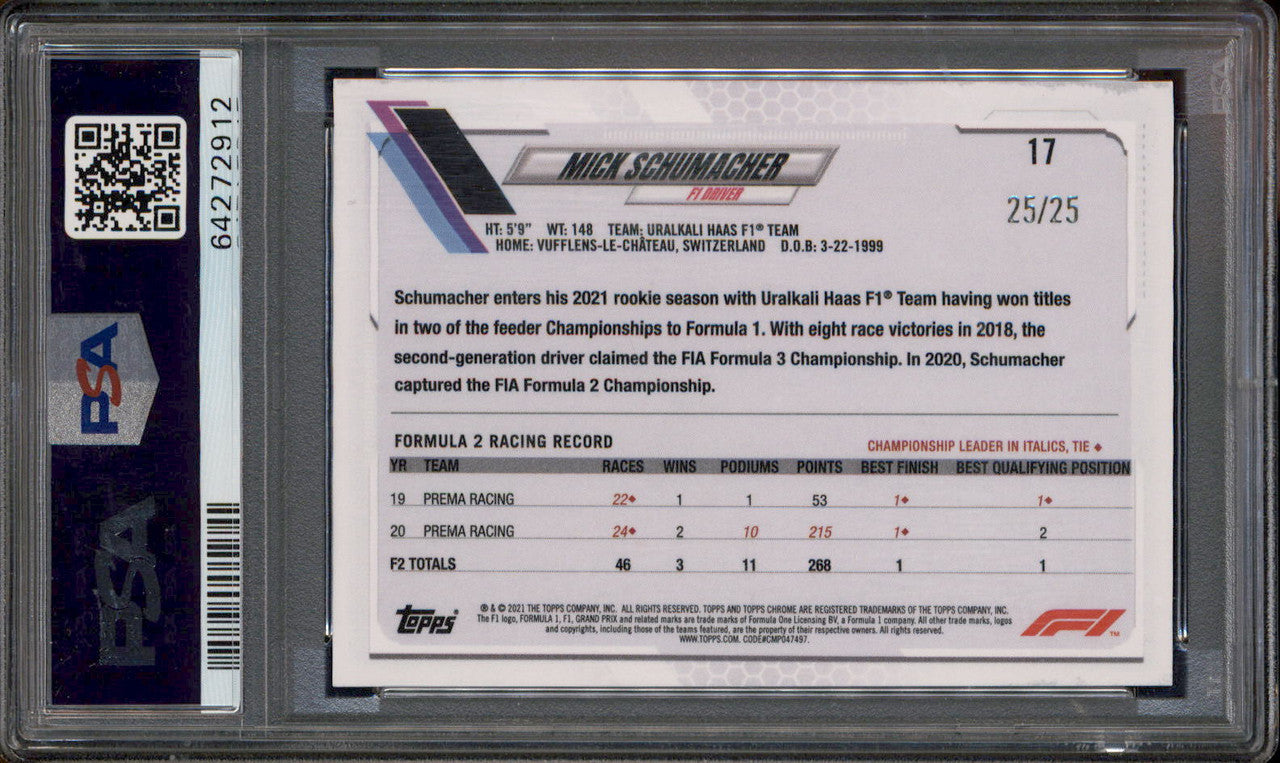 64272912
PSA
PSA
MICK SCHUMACHER
F1 DRIVER
17
25/25
HT: 5'9" WT: 148 TEAM: URALKALI HAAS F1® TEAM
HOME: VUFFLENS-LE-CHÂTEAU, SWITZERLAND D.O.B: 3-22-1999
Schumacher enters his 2021 rookie season with Uralkali Haas F1® Team having won titles
in two of the feeder Championships to Formula 1. With eight race victories in 2018, the
second-generation driver claimed the FIA Formula 3 Championship. In 2020, Schumacher
captured the FIA Formula 2 Championship.
FORMULA 2 RACING RECORD
CHAMPIONSHIP LEADER IN ITALICS, TIE ♦
YR TEAM RACES WINS PODIUMS POINTS BEST FINISH BEST QUALIFYING POSITION
19 PREMA RACING 22♦ 1 1 53 1♦ 1♦
20 PREMA RACING 24♦ 2 10 215 1♦ 2
F2 TOTALS 46 3 11 268 1 1
Topps
® & © 2021 THE TOPPS COMPANY, INC. ALL RIGHTS RESERVED. TOPPS AND TOPPS CHROME ARE REGISTERED TRADEMARKS OF THE TOPPS COMPANY, INC.
The F1 logo, FORMULA 1, F1, GRAND PRIX and related marks are trade marks of Formula One Licensing BV, a Formula 1 company. All other trade marks, logos
and copyrights, including those of the teams featured, are the property of their respective owners. All rights reserved.
WWW.TOPPS.COM. CODE#CMP047497.
F1™